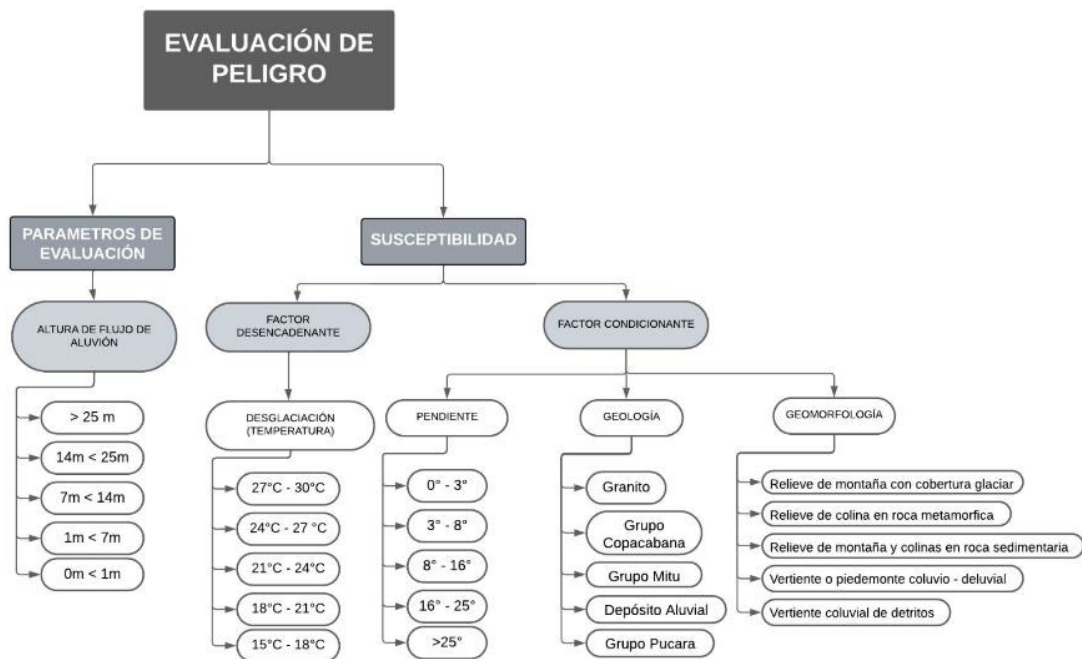 EVALUACIÓN DE
PELIGRO
PARAMETROS DE
EVALUACIÓN
SUSCEPTIBILIDAD
ALTURA DE FLUJO DE
ALUVIÓN
FACTOR
DESENCADENANTE
FACTOR CONDICIONANTE
> 25 m
14m < 25m
7m < 14m
1m < 7m
0m < 1m
DESGLACIACIÓN
(TEMPERATURA)
27°C - 30°C
24°C - 27 °C
21°C - 24°C
18°C - 21°C
15°C - 18°C
PENDIENTE
0° - 3°
3° - 8°
8° - 16°
16° - 25°
>25°
GEOLOGÍA
Granito
Grupo
Copacabana
Grupo Mitu
Depósito Aluvial
Grupo Pucara
GEOMORFOLOGÍA
Relieve de montaña con cobertura glaciar
Relieve de colina en roca metamorfica
Relieve de montaña y colinas en roca sedimentaria
Vertiente o piedemonte coluvio - deluvial
Vertiente coluvial de detritos